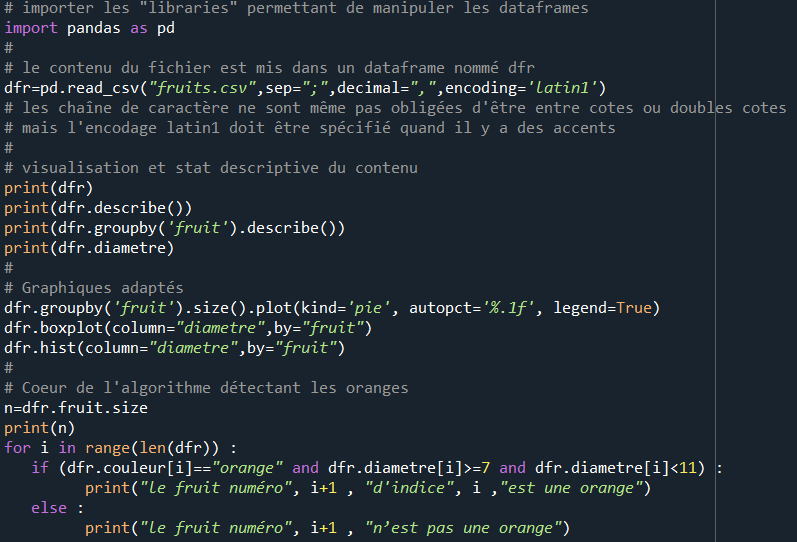 # importer les "libraries" permettant de manipuler les dataframes
import pandas as pd
#
# le contenu du fichier est mis dans un dataframe nommé dfr
dfr=pd.read_csv("fruits.csv",sep=";",decimal=",",encoding='latin1')
# les chaîne de caractère ne sont même pas obligées d'être entre cotes ou doubles cotes
# mais l'encodage latin1 doit être spécifié quand il y a des accents
#
# visualisation et stat descriptive du contenu
print(dfr)
print(dfr.describe())
print(dfr.groupby('fruit').describe())
print(dfr.diametre)
#
# Graphiques adaptés
dfr.groupby('fruit').size().plot(kind='pie', autopct='%.1f', legend=True)
dfr.boxplot(column="diametre",by="fruit")
dfr.hist(column="diametre",by="fruit")
#
# Coeur de l'algorithme détectant les oranges
n=dfr.fruit.size
print(n)
for i in range(len(dfr)) :
   if (dfr.couleur[i]=="orange" and dfr.diametre[i]>=7 and dfr.diametre[i]<11) :
         print("le fruit numéro", i+1 , "d'indice", i ,"est une orange")
   else :
         print("le fruit numéro", i+1 , "n’est pas une orange")